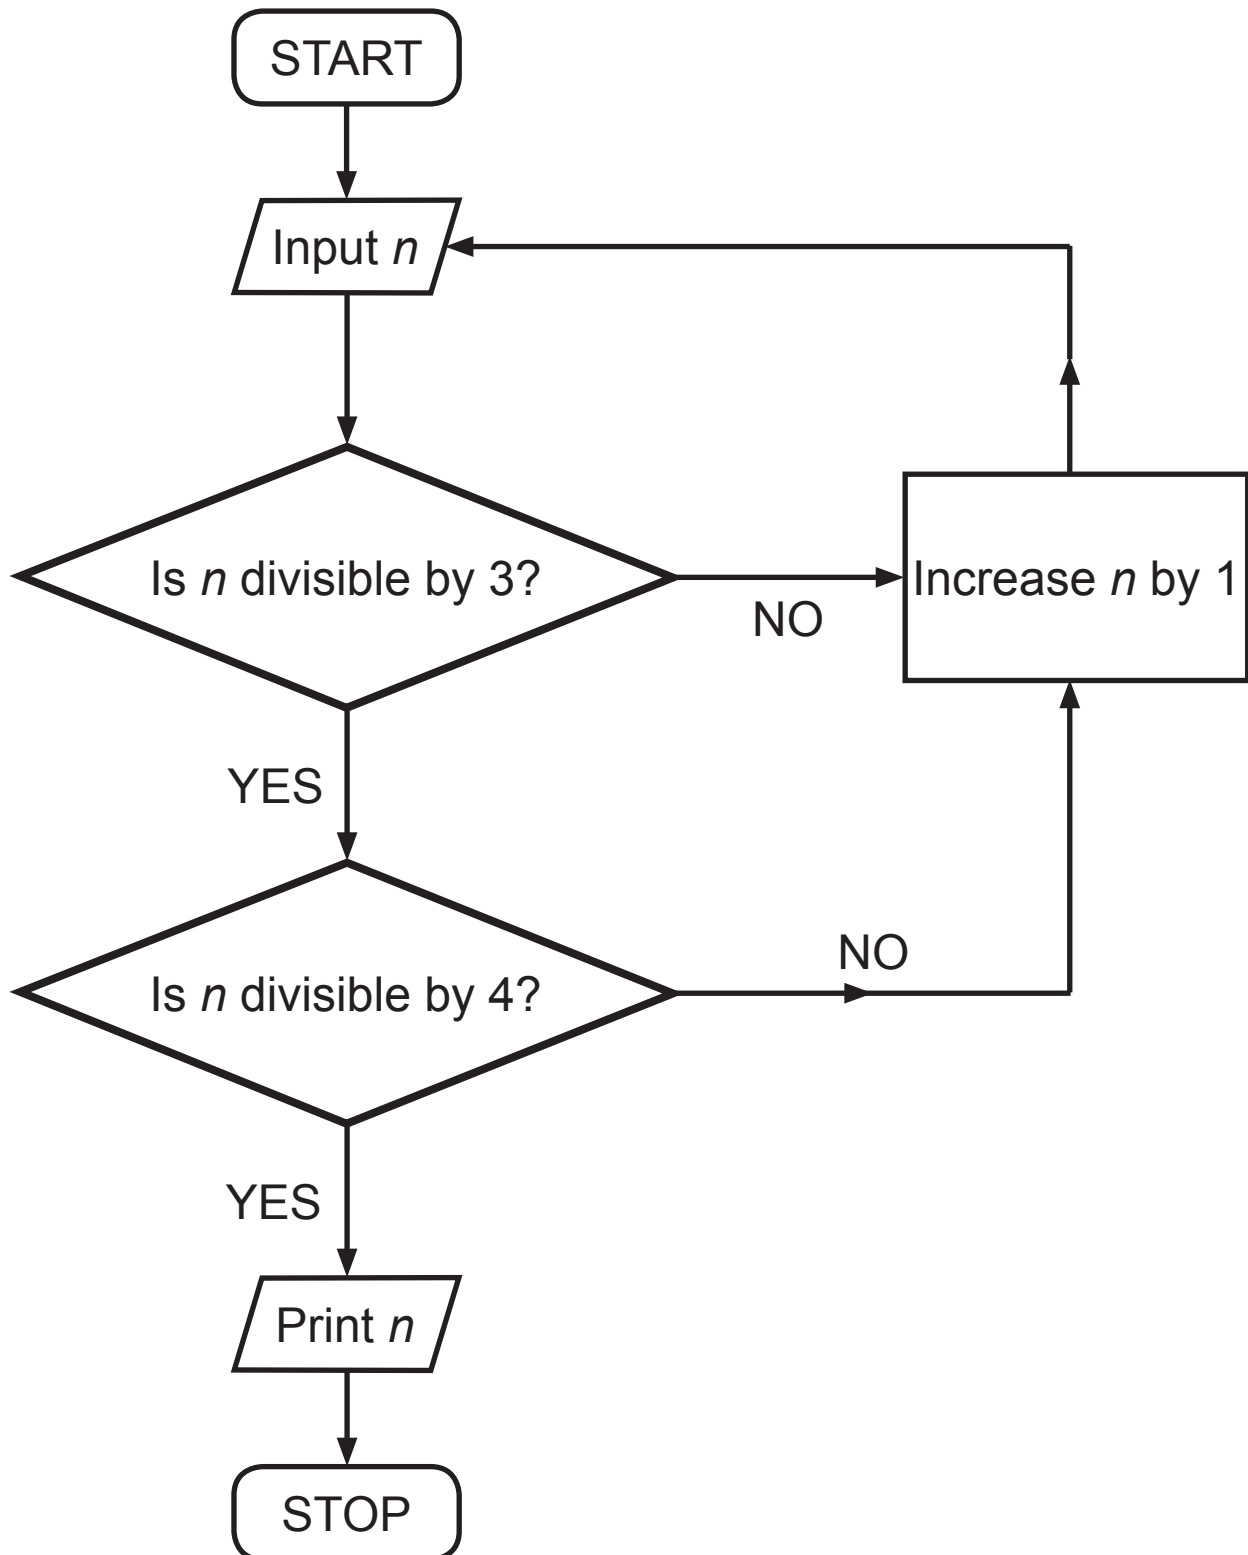 START
Input n
Is n divisible by 3?
NO
Increase n by 1
YES
NO
Is n divisible by 4?
YES
Print n
STOP